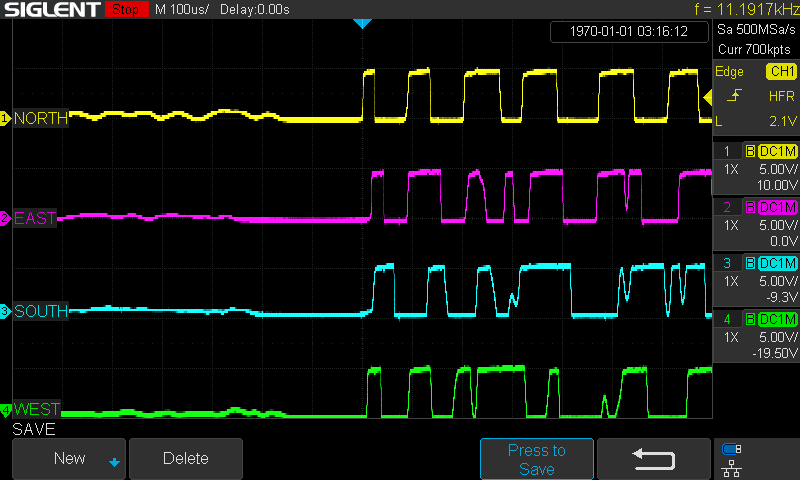 SIGLENT Stop M 100us/ Delay:0.00s f = 11.1917kHz
1970-01-01 03:16:12
Sa 500MSa/s
Curr 700kpts
Edge CH1
HFR
L 2.1V
1 B DC1M
1X 5.00V/
10.00V
2 B DC1M
1X 5.00V/
0.0V
3 B DC1M
1X 5.00V/
-9.3V
4 B DC1M
1X 5.00V/
-19.50V
1 NORTH
2 EAST
3 SOUTH
4 WEST
SAVE
New
Delete
Press to
Save